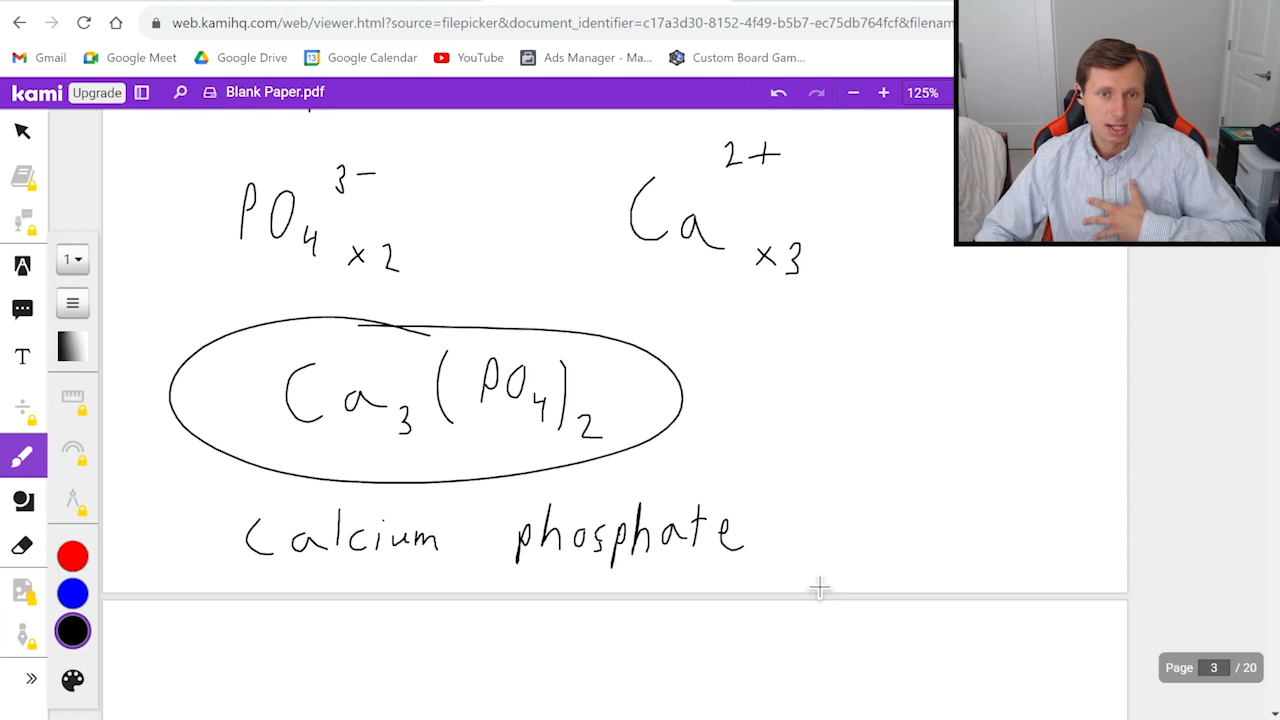 web.kamihq.com/web/viewer.html?source=filepicker&document_identifier=c17a3d30-8152-4f49-b5b7-ec75db764fcf&filenam
Gmail Google Meet 13 Google Calendar Google Drive YouTube Ads Manager - Ma... Custom Board Gam...
kami Upgrade Blank Paper.pdf 125%
PO4 3- x 2 Ca 2+ x 3
1
T
Ca3(PO4)2
Calcium phosphate
Page 3 / 20